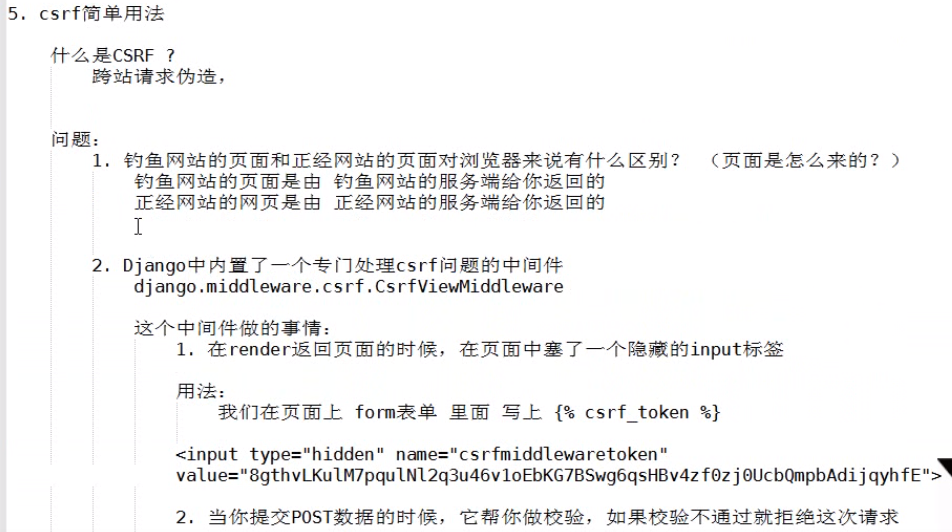 5. csrf简单用法
什么是CSRF ?
跨站请求伪造,
问题:
1. 钓鱼网站的页面和正经网站的页面对浏览器来说有什么区别? (页面是怎么来的?)
钓鱼网站的页面是由 钓鱼网站的服务端给你返回的
正经网站的网页是由 正经网站的服务端给你返回的
2. Django中内置了一个专门处理csrf问题的中间件
django.middleware.csrf.CsrfViewMiddleware
这个中间件做的事情:
1. 在render返回页面的时候, 在页面中塞了一个隐藏的input标签
用法:
我们在页面上 form表单 里面 写上 {% csrf_token %}
<input type="hidden" name="csrfmiddlewaretoken"
value="8gthvLKulM7pqulNl2q3u46v1oEbKG7BSwg6qsHBv4zf0zj0UcbQmpbAdijqyhfE">
2. 当你提交POST数据的时候, 它帮你做校验, 如果校验不通过就拒绝这次请求